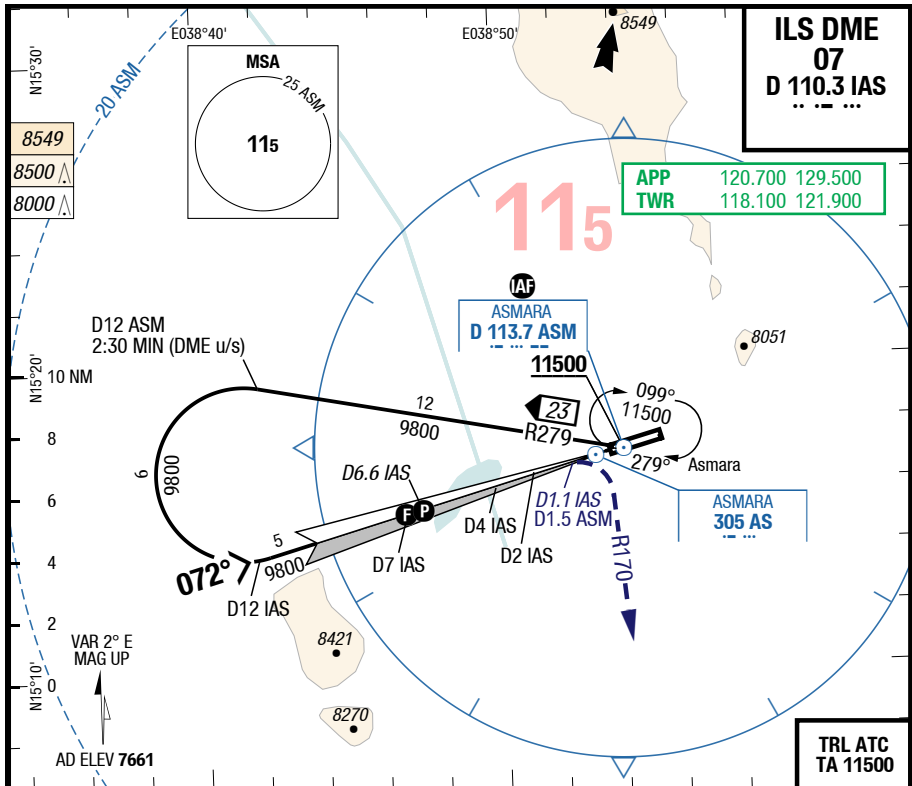 E038°40'
E038°50'
8549
ILS DME
07
D 110.3 IAS
N15°30'
20 ASM
MSA
25 ASM
115
8549
8500
8000
APP 120.700 129.500
TWR 118.100 121.900
115
IAF
ASMARA
D 113.7 ASM
D12 ASM
2:30 MIN (DME u/s)
8051
N15°20'
10 NM
11500
12
9800
23
R279
099°
11500
279°
Asmara
8
6
9800
D6.6 IAS
6
F
P
D1.1 IAS
D1.5 ASM
ASMARA
305 AS
D4 IAS
D2 IAS
5
9800
D7 IAS
4
072°
D12 IAS
R170
2
VAR 2° E
MAG UP
8421
N15°10'
0
8270
AD ELEV 7661
TRL ATC
TA 11500